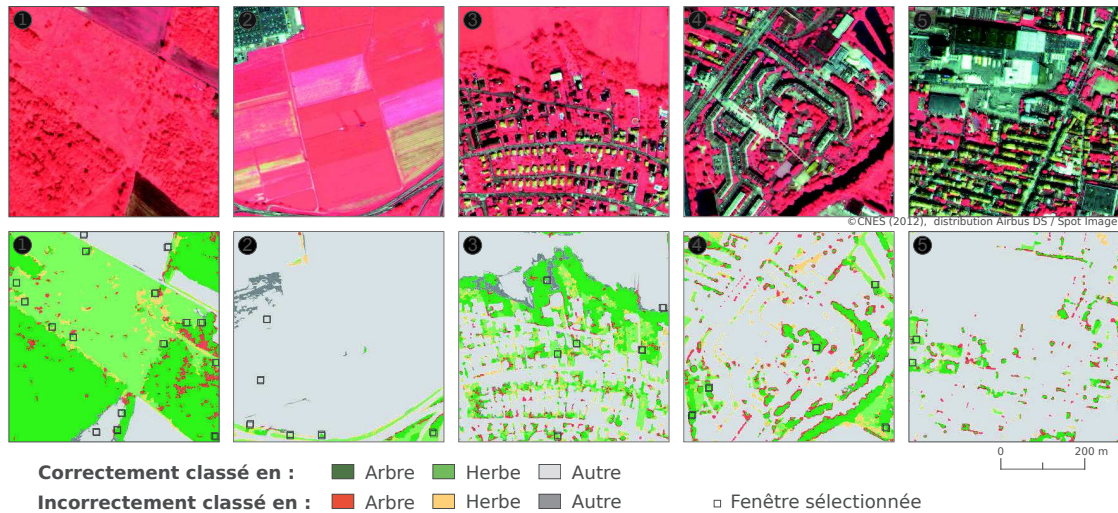 1 2 3 4 5
©CNES (2012), distribution Airbus DS / Spot Image
1 2 3 4 5
Correctement classé en : Arbre Herbe Autre
200 m
Incorrectement classé en : Arbre Herbe Autre Fenêtre sélectionnée